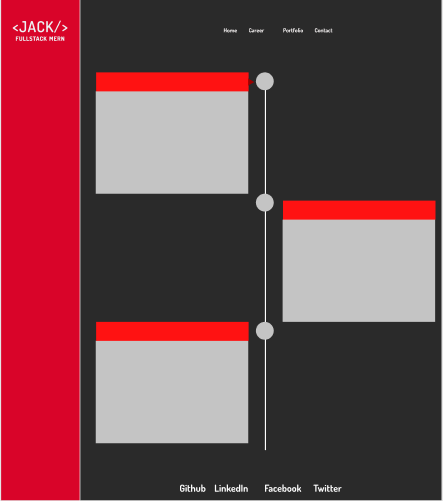 <JACK/>
FULLSTACK MERN
Home Career Portfolio Contact
Github LinkedIn Facebook Twitter